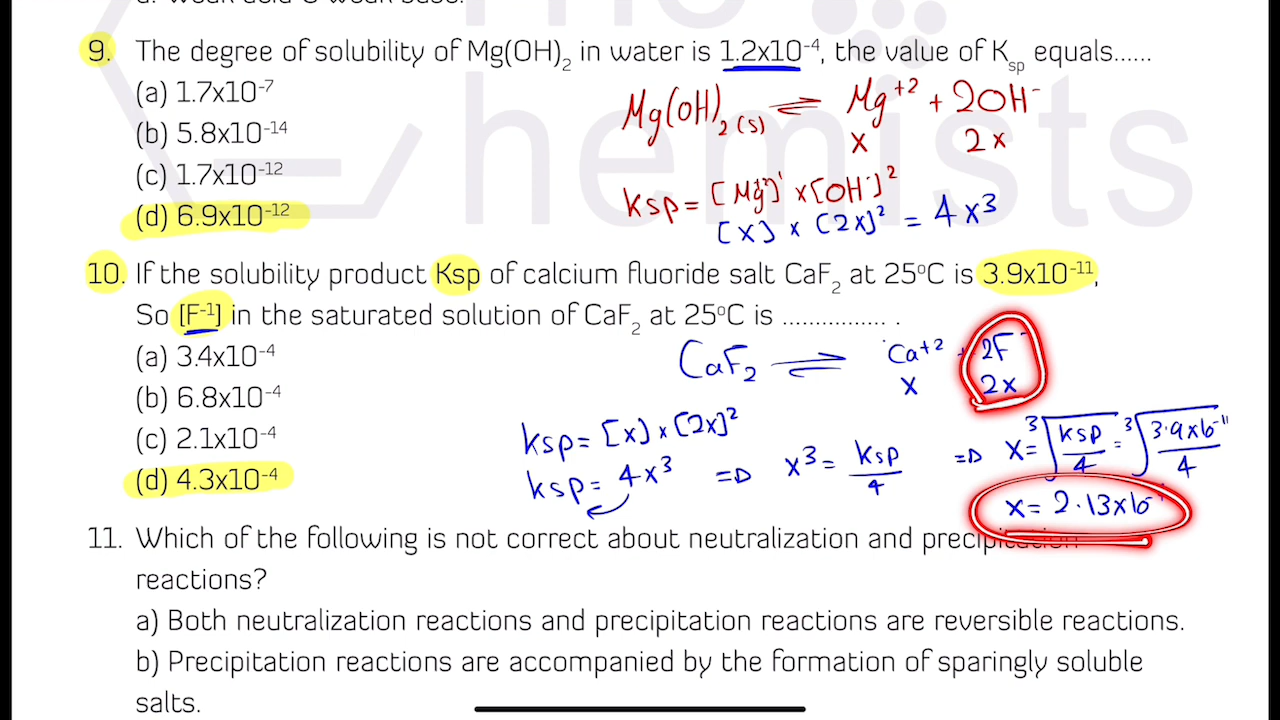 9. The degree of solubility of Mg(OH)₂ in water is 1.2x10⁻⁴, the value of Kₛₚ equals......
(a) 1.7x10⁻⁷
(b) 5.8x10⁻¹⁴
(c) 1.7x10⁻¹²
(d) 6.9x10⁻¹²
Mg(OH)₂ (s) ⇌ Mg⁺² + 2OH⁻
x 2x
ksp = [Mg⁺²]¹ x [OH⁻]²
[x] x [2x]² = 4x³
10. If the solubility product Ksp of calcium fluoride salt CaF₂ at 25ºC is 3.9x10⁻¹¹,
So [F⁻¹] in the saturated solution of CaF₂ at 25ºC is ................ .
(a) 3.4x10⁻⁴
(b) 6.8x10⁻⁴
(c) 2.1x10⁻⁴
(d) 4.3x10⁻⁴
CaF₂ ⇌ Ca⁺² + 2F⁻
x 2x
ksp = [x] x [2x]²
ksp = 4x³ ⇒ x³ = ksp/4 ⇒ x = ³√ksp/4 = ³√3.9x10⁻¹¹/4
x = 2.13x10
11. Which of the following is not correct about neutralization and precipitation
reactions?
a) Both neutralization reactions and precipitation reactions are reversible reactions.
b) Precipitation reactions are accompanied by the formation of sparingly soluble
salts.
hemists